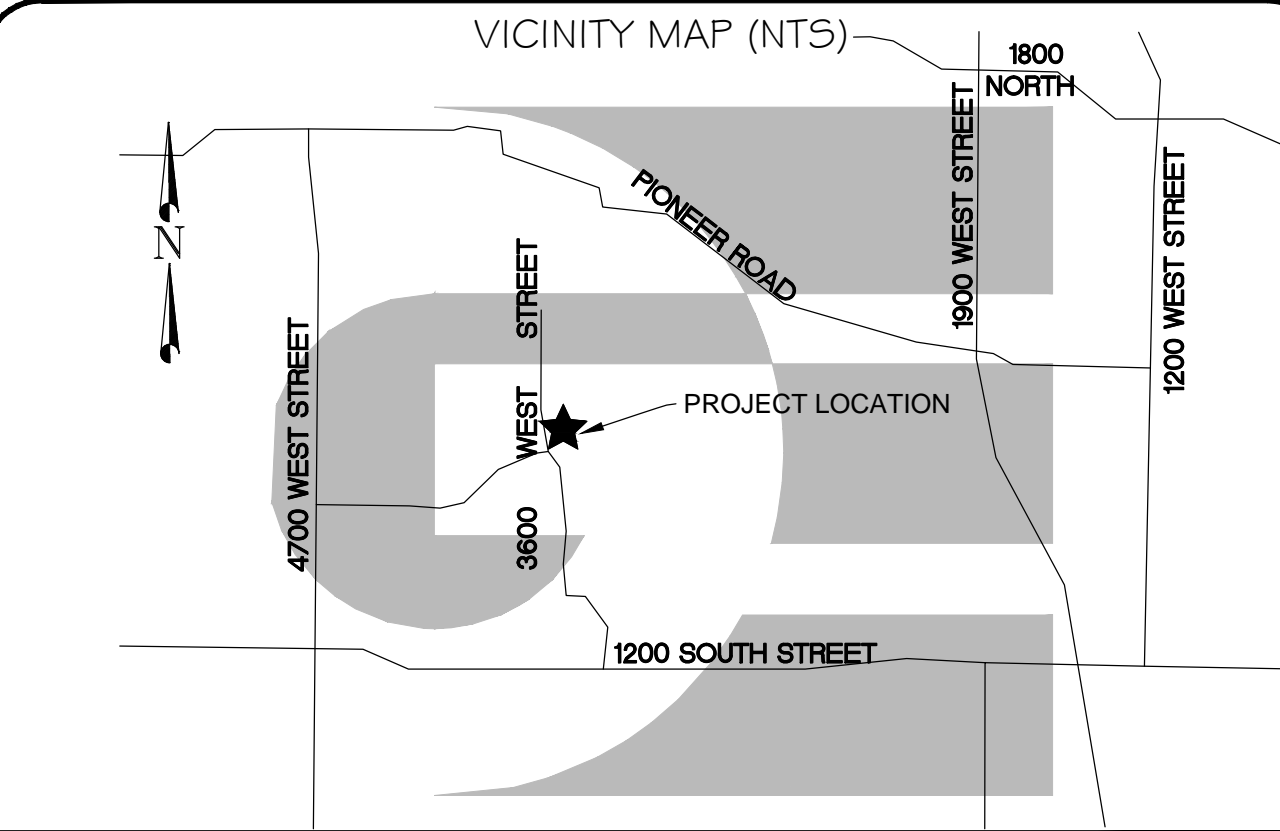 VICINITY MAP (NTS)
1800
NORTH
N
PIONEER ROAD
1900 WEST STREET
1200 WEST STREET
4700 WEST STREET
3600 WEST STREET
PROJECT LOCATION
1200 SOUTH STREET